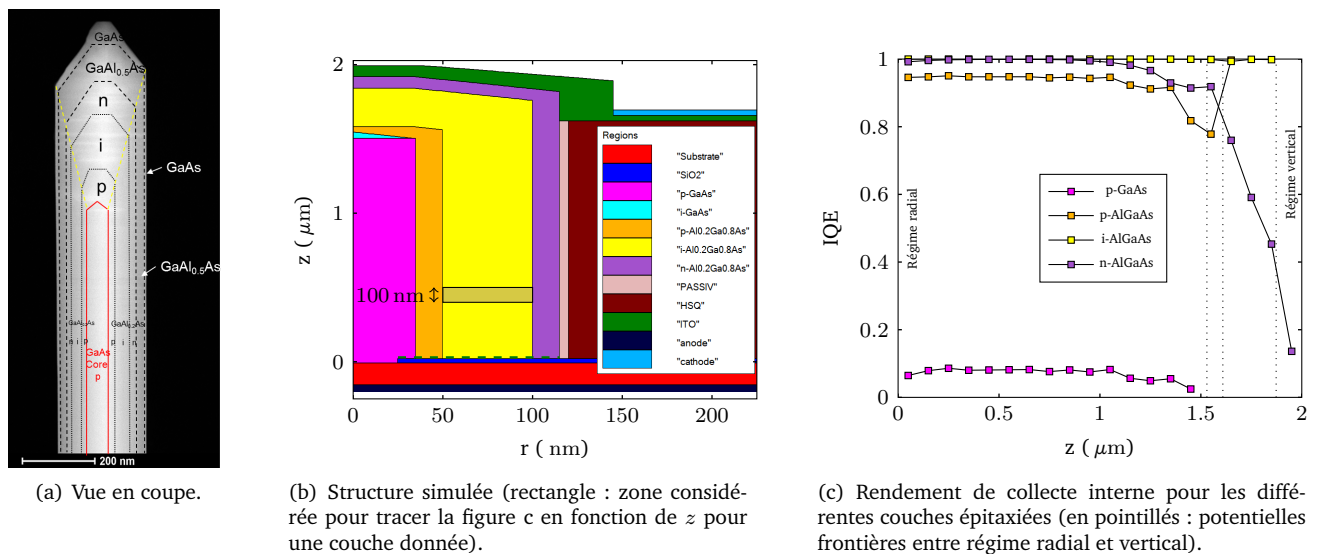 GaAs
GaAl0.5As
n
i
p
GaAs
GaAl0.5As
n i p
p i n
GaAs
Core
p
200 nm
(a) Vue en coupe.
2
1
0
z ( μm)
100 nm
0 50 100 150 200
r ( nm)
Regions
"Substrate"
"SiO2"
"p-GaAs"
"i-GaAs"
"p-Al0.2Ga0.8As"
"i-Al0.2Ga0.8As"
"n-Al0.2Ga0.8As"
"PASSIV"
"HSQ"
"ITO"
"anode"
"cathode"
(b) Structure simulée (rectangle : zone considé-
rée pour tracer la figure c en fonction de z pour
une couche donnée).
1
0.8
0.6
0.4
0.2
0
IQE
Régime radial
p-GaAs
p-AlGaAs
i-AlGaAs
n-AlGaAs
Régime vertical
0 0.5 1 1.5 2
z ( μm)
(c) Rendement de collecte interne pour les diffé-
rentes couches épitaxiées (en pointillés : potentielles
frontières entre régime radial et vertical).